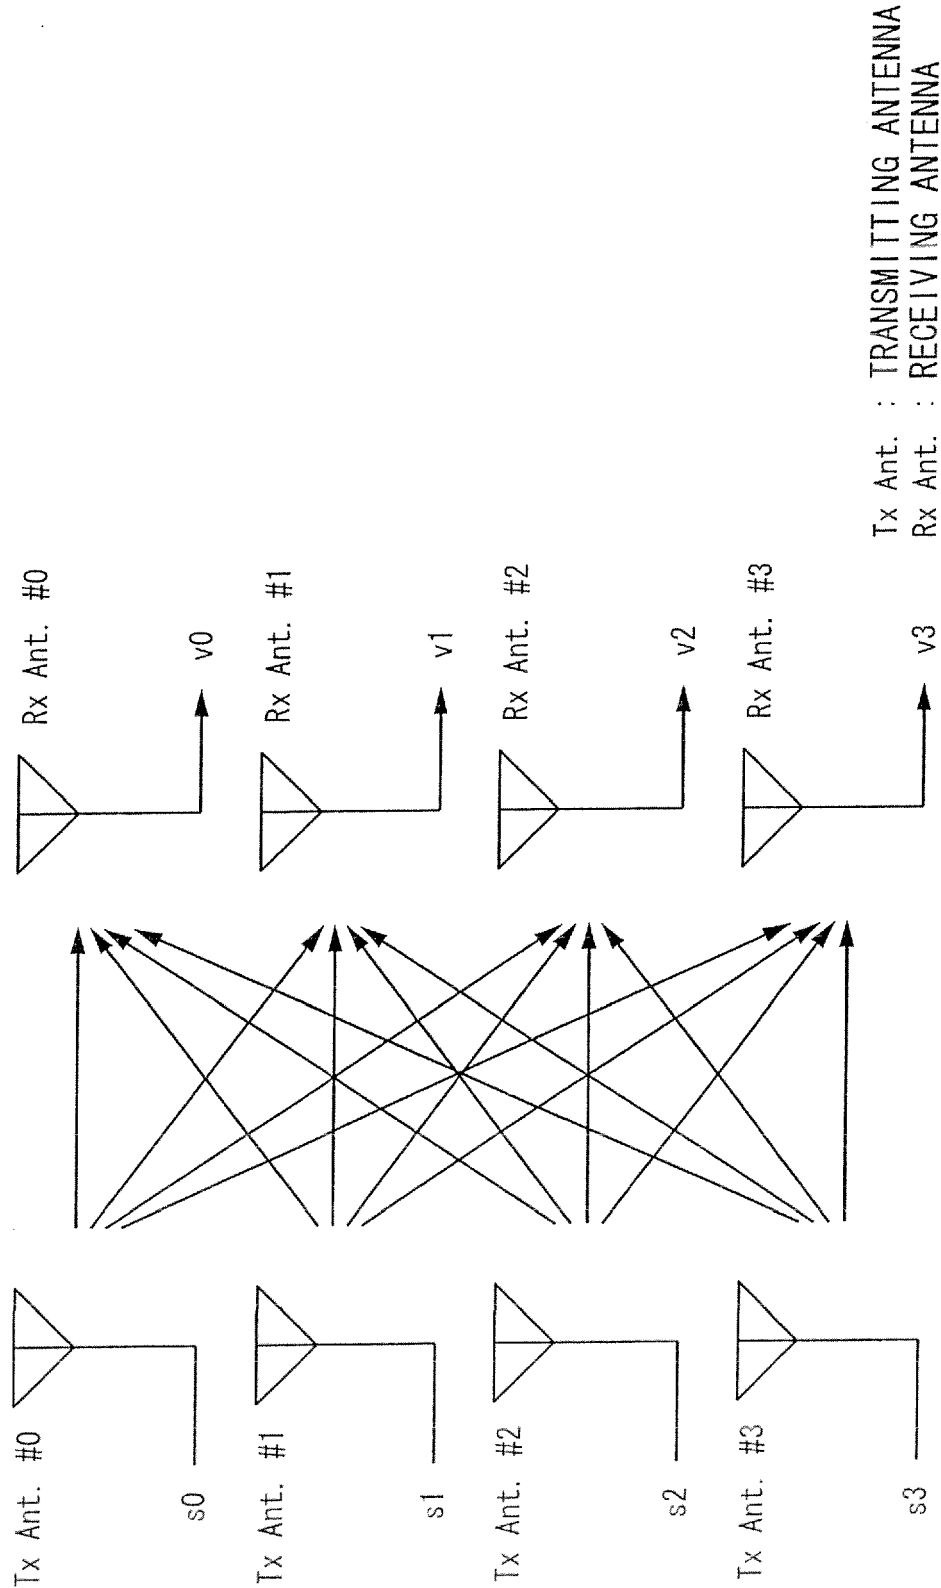 Tx Ant. #0
s0
Rx Ant. #0
v0
Tx Ant. #1
s1
Rx Ant. #1
v1
Tx Ant. #2
s2
Rx Ant. #2
v2
Tx Ant. #3
s3
Rx Ant. #3
v3
Tx Ant. : TRANSMITTING ANTENNA
Rx Ant. : RECEIVING ANTENNA